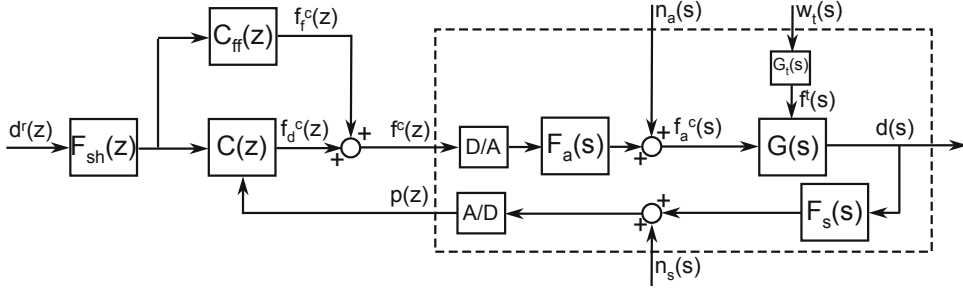 n_a(s)
w_t(s)
C_ff(z)
f_f^c(z)
G_t(s)
f^t(s)
d^r(z)
F_sh(z)
C(z)
f_d^c(z)
+
+
f^c(z)
D/A
F_a(s)
+
+
f_a^c(s)
G(s)
d(s)
p(z)
A/D
+
+
F_s(s)
n_s(s)